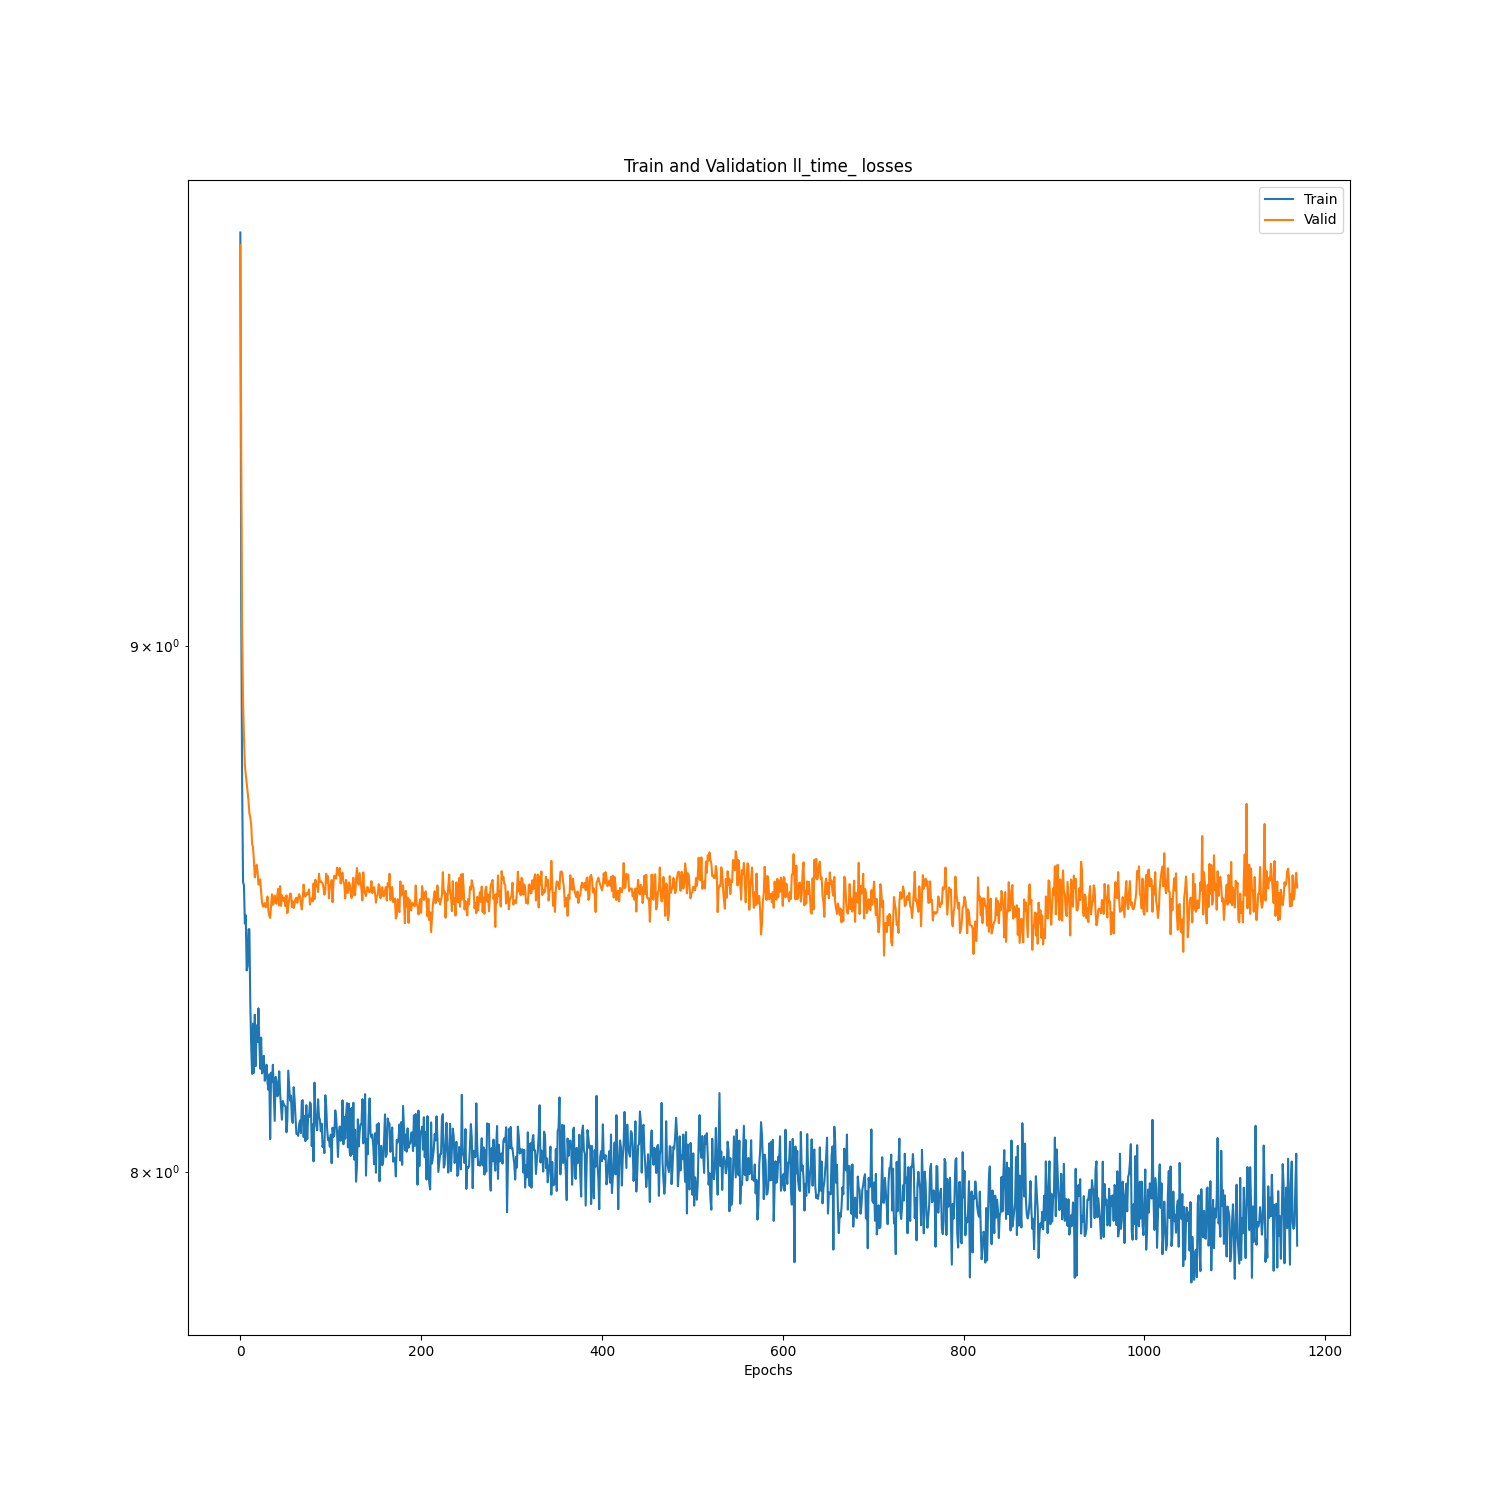 Train and Validation ll_time_ losses
Train
Valid
9 × 10⁰
8 × 10⁰
0 200 400 600 800 1000 1200
Epochs